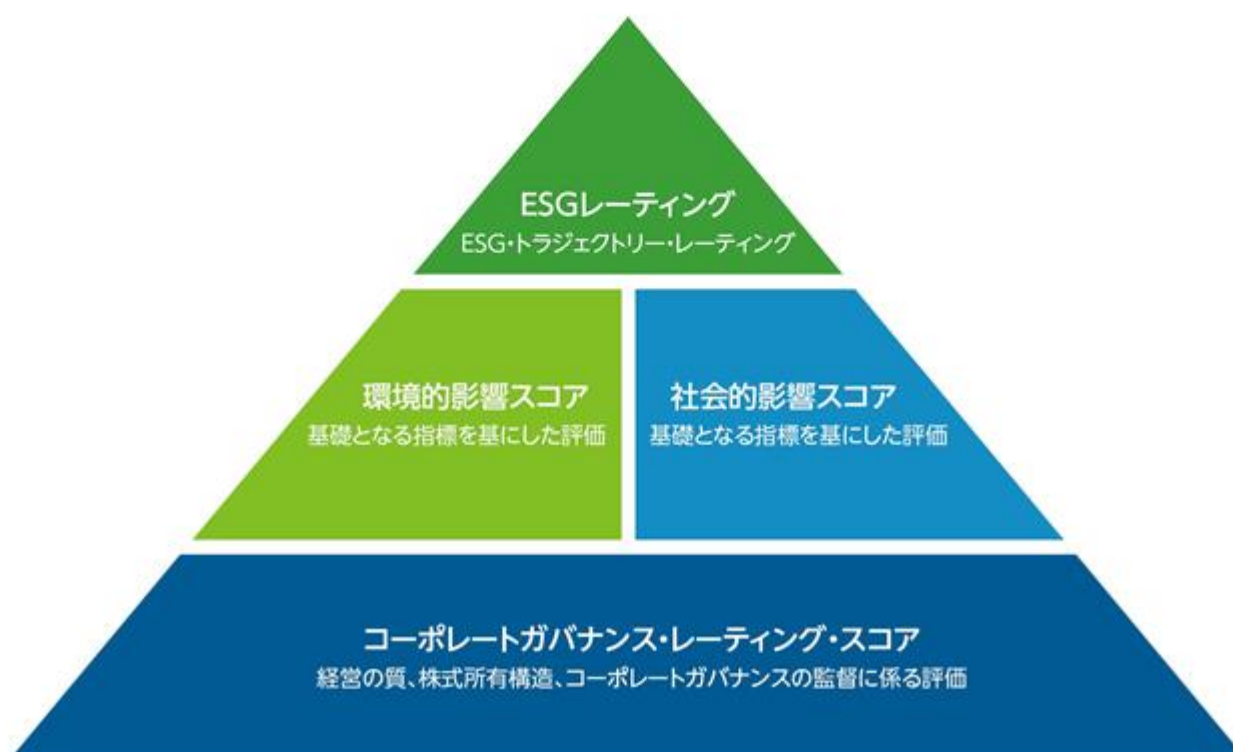 ESGレーティング
ESG・トラジェクトリー・レーティング
環境的影響スコア
基礎となる指標を基にした評価
社会的影響スコア
基礎となる指標を基にした評価
コーポレートガバナンス・レーティング・スコア
経営の質、株式所有構造、コーポレートガバナンスの監督に係る評価